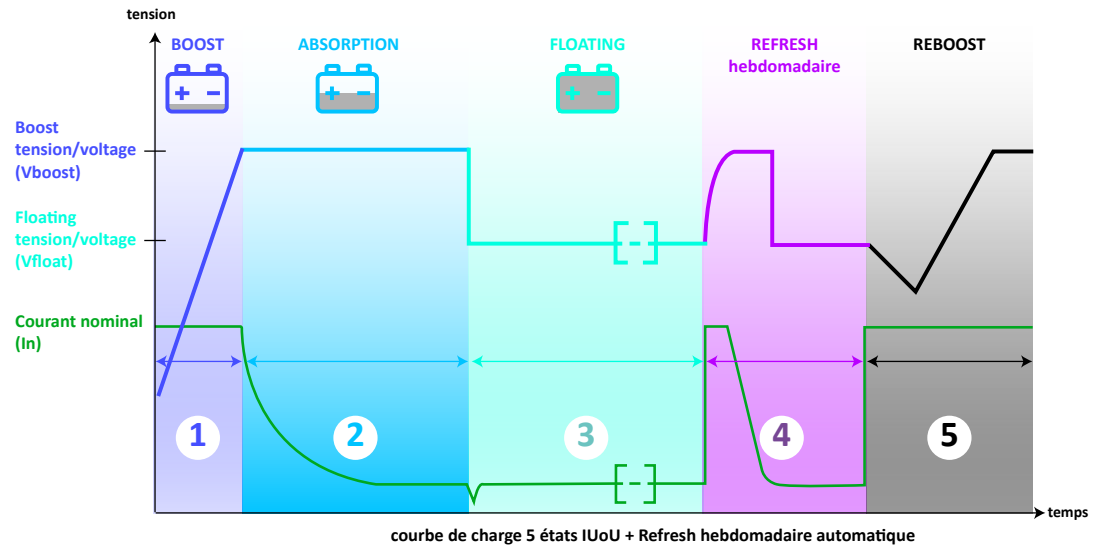 tension
BOOST
ABSORPTION
FLOATING
REFRESH
hebdomadaire
REBOOST
+ -
+ -
+ -
Boost
tension/voltage
(Vboost)
Floating
tension/voltage
(Vfloat)
Courant nominal
(In)
1
2
3
4
5
temps
courbe de charge 5 états IUoU + Refresh hebdomadaire automatique